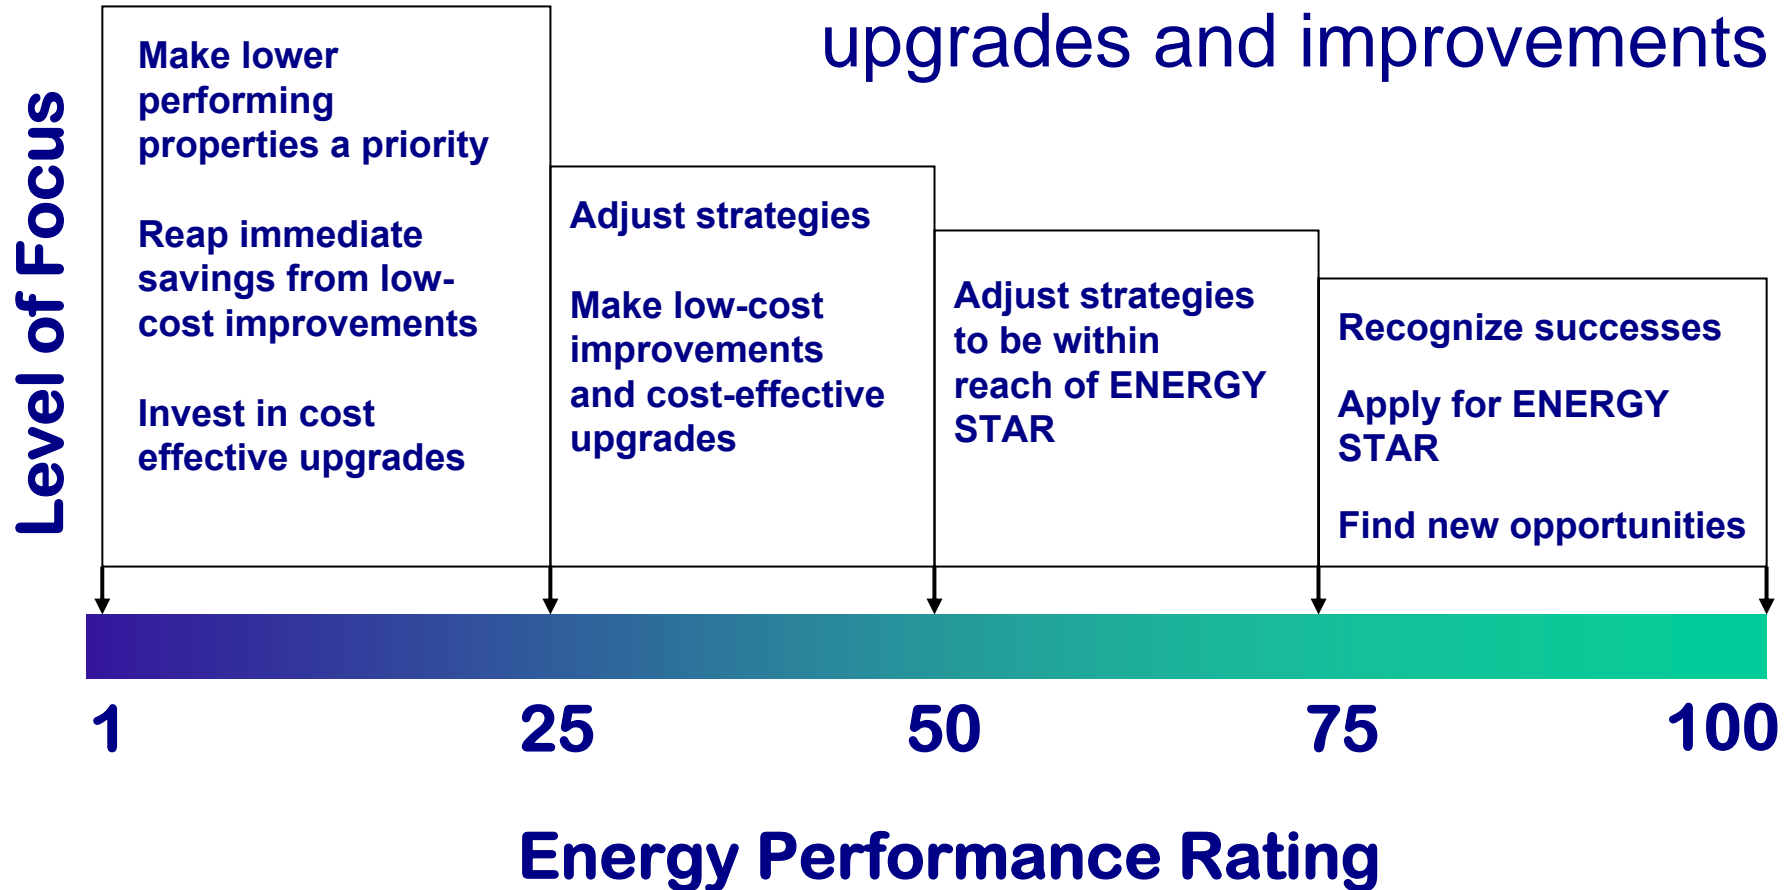 upgrades and improvements
Level of Focus
Make lower
performing
properties a priority
Reap immediate
savings from low-
cost improvements
Invest in cost
effective upgrades
Adjust strategies
Make low-cost
improvements
and cost-effective
upgrades
Adjust strategies
to be within
reach of ENERGY
STAR
Recognize successes
Apply for ENERGY
STAR
Find new opportunities
1 25 50 75 100
Energy Performance Rating